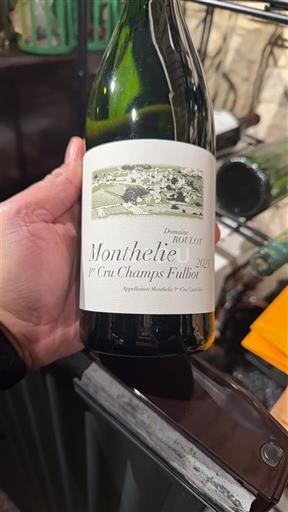 Domaine
ROULOT
Monthelie
1er Cru Champs Fulliot
Appellation Monthelie 1er Cru Contrôlée